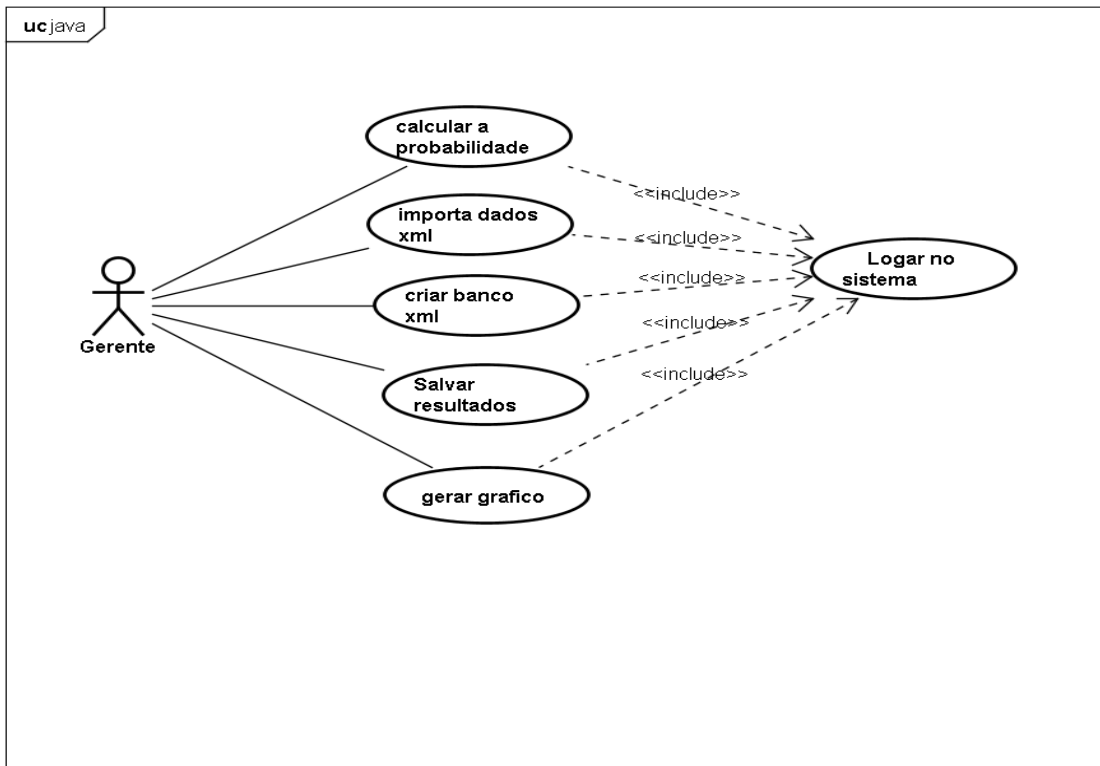 uc java
calcular a
probabilidade
<<include>>
importa dados
xml
<<include>>
Logar no
sistema
criar banco
xml
<<include>>
<<include>>
Gerente
Salvar
resultados
<<include>>
gerar grafico